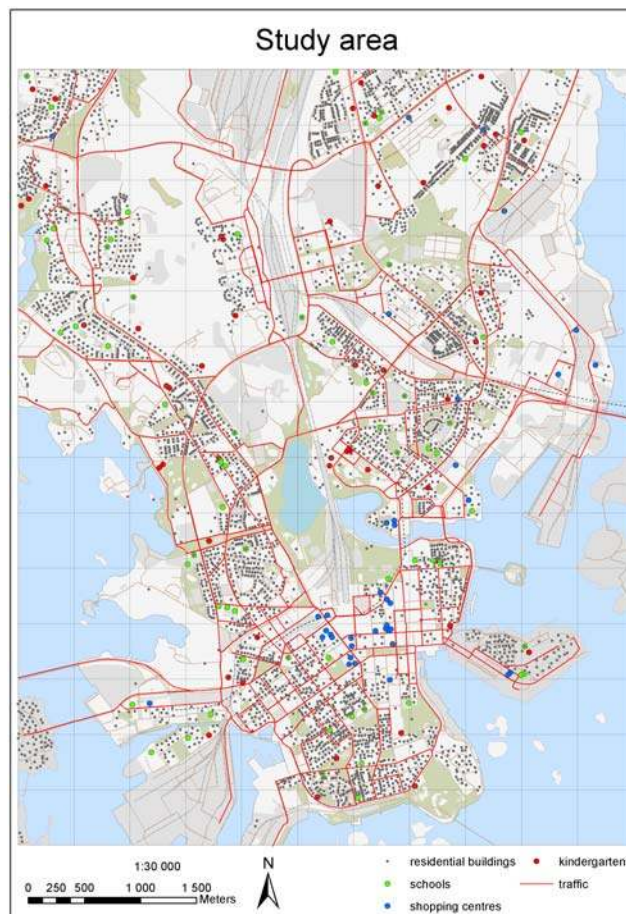 Study area
1:30 000
0 250 500 1 000 1 500
Meters
N
residential buildings
schools
shopping centres
kindergarten
traffic